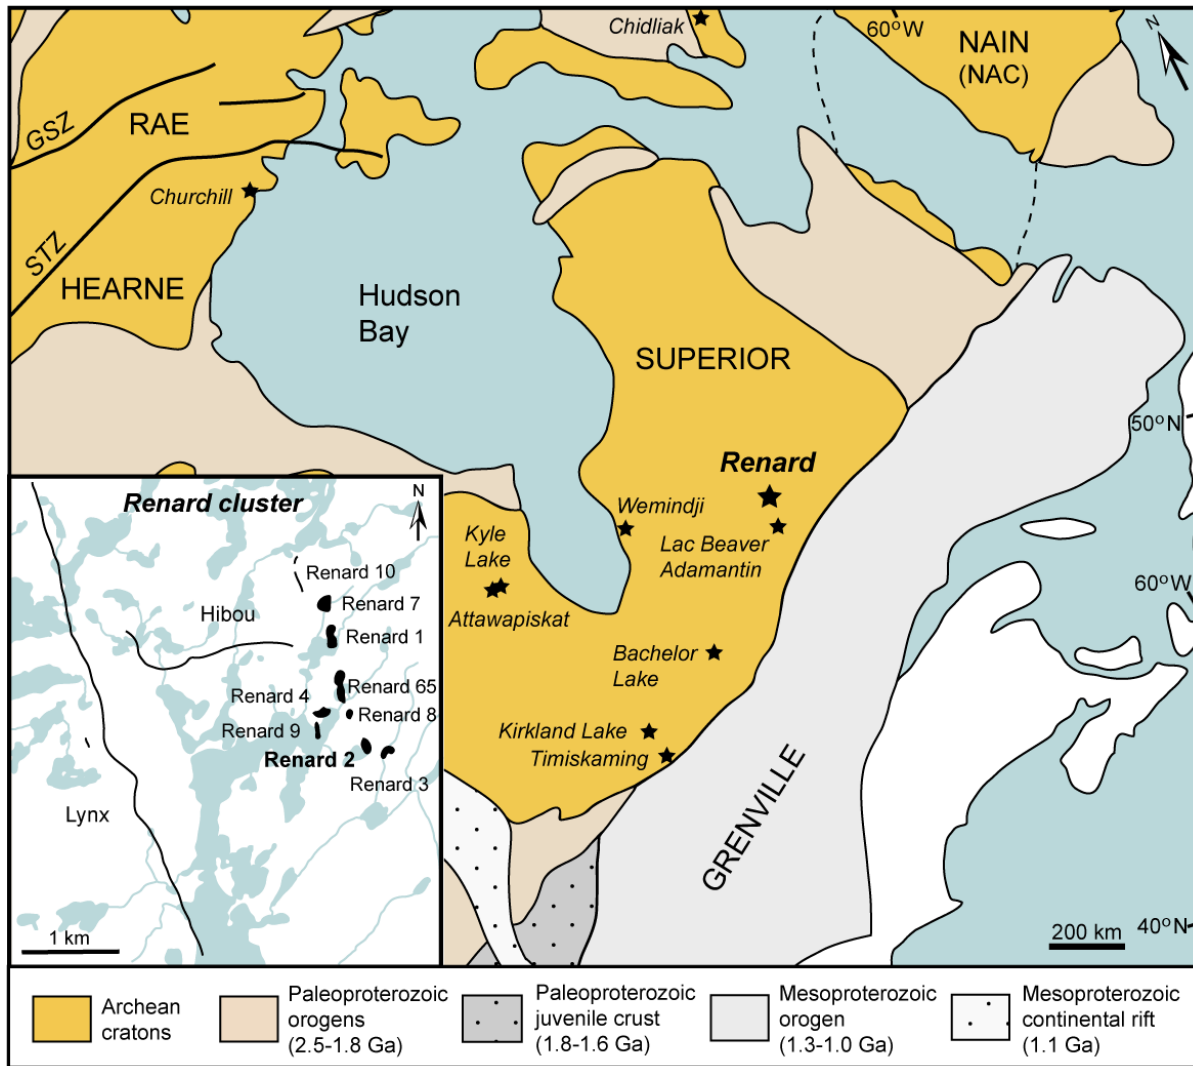 Chidliak
60°W
NAIN
(NAC)
N
GSZ
RAE
Churchill
STZ
HEARNE
Hudson
Bay
SUPERIOR
50°N
Renard
Wemindji
Kyle
Lake
Lac Beaver
Adamantin
Attawapiskat
60°W
Bachelor
Lake
Kirkland Lake
Timiskaming
GRENVILLE
200 km
40°N
Renard cluster
N
Renard 10
Renard 7
Hibou
Renard 1
Renard 65
Renard 4
Renard 8
Renard 9
Renard 2
Renard 3
Lynx
1 km
Archean
cratons
Paleoproterozoic
orogens
(2.5-1.8 Ga)
Paleoproterozoic
juvenile crust
(1.8-1.6 Ga)
Mesoproterozoic
orogen
(1.3-1.0 Ga)
Mesoproterozoic
continental rift
(1.1 Ga)